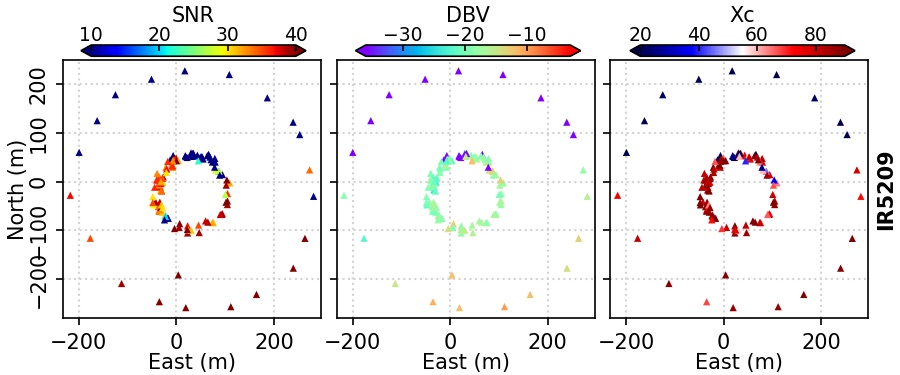 SNR DBV Xc
10 20 30 40 −30 −20 −10 20 40 60 80
200
100
0
−100
−200
North (m)
−200 0 200 −200 0 200 −200 0 200
East (m) East (m) East (m)
IR5209